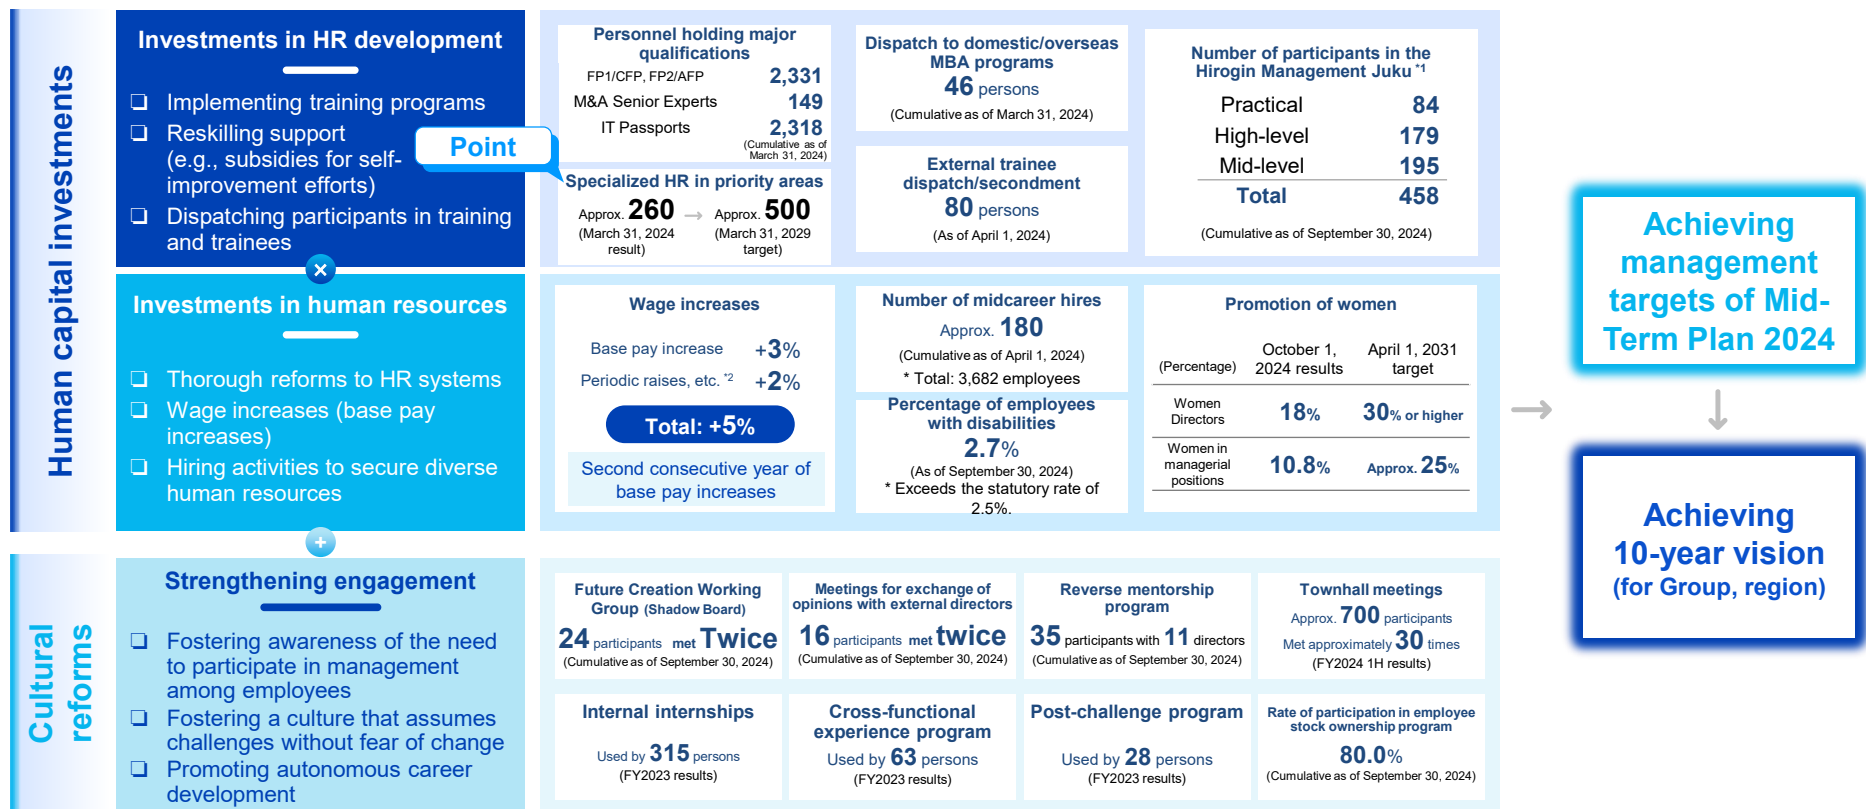 Human capital investments
Investments in HR development
❑ Implementing training programs
❑ Reskilling support
(e.g., subsidies for self-
improvement efforts)
❑ Dispatching participants in training
and trainees
Point
Personnel holding major
qualifications
FP1/CFP, FP2/AFP 2,331
M&A Senior Experts 149
IT Passports 2,318
(Cumulative as of
March 31, 2024)
Specialized HR in priority areas
Approx. 260 → Approx. 500
(March 31, 2024 (March 31, 2029
result) target)
Dispatch to domestic/overseas
MBA programs
46 persons
(Cumulative as of March 31, 2024)
External trainee
dispatch/secondment
80 persons
(As of April 1, 2024)
Number of participants in the
Hirogin Management Juku *1
Practical 84
High-level 179
Mid-level 195
Total 458
(Cumulative as of September 30, 2024)
×
Investments in human resources
❑ Thorough reforms to HR systems
❑ Wage increases (base pay
increases)
❑ Hiring activities to secure diverse
human resources
Wage increases
Base pay increase +3%
Periodic raises, etc. *2 +2%
Total: +5%
Second consecutive year of
base pay increases
Number of midcareer hires
Approx. 180
(Cumulative as of April 1, 2024)
* Total: 3,682 employees
Percentage of employees
with disabilities
2.7%
(As of September 30, 2024)
* Exceeds the statutory rate of
2.5%.
Promotion of women
(Percentage) October 1, April 1, 2031
2024 results target
Women
Directors 18% 30% or higher
Women in
managerial
positions 10.8% Approx. 25%
+
Cultural
reforms
Strengthening engagement
❑ Fostering awareness of the need
to participate in management
among employees
❑ Fostering a culture that assumes
challenges without fear of change
❑ Promoting autonomous career
development
Future Creation Working
Group (Shadow Board)
24 participants met Twice
(Cumulative as of September 30, 2024)
Meetings for exchange of
opinions with external directors
16 participants met twice
(Cumulative as of September 30, 2024)
Reverse mentorship
program
35 participants with 11 directors
(Cumulative as of September 30, 2024)
Townhall meetings
Approx. 700 participants
Met approximately 30 times
(FY2024 1H results)
Internal internships
Used by 315 persons
(FY2023 results)
Cross-functional
experience program
Used by 63 persons
(FY2023 results)
Post-challenge program
Used by 28 persons
(FY2023 results)
Rate of participation in employee
stock ownership program
80.0%
(Cumulative as of September 30, 2024)
→
Achieving
management
targets of Mid-
Term Plan 2024
↓
Achieving
10-year vision
(for Group, region)